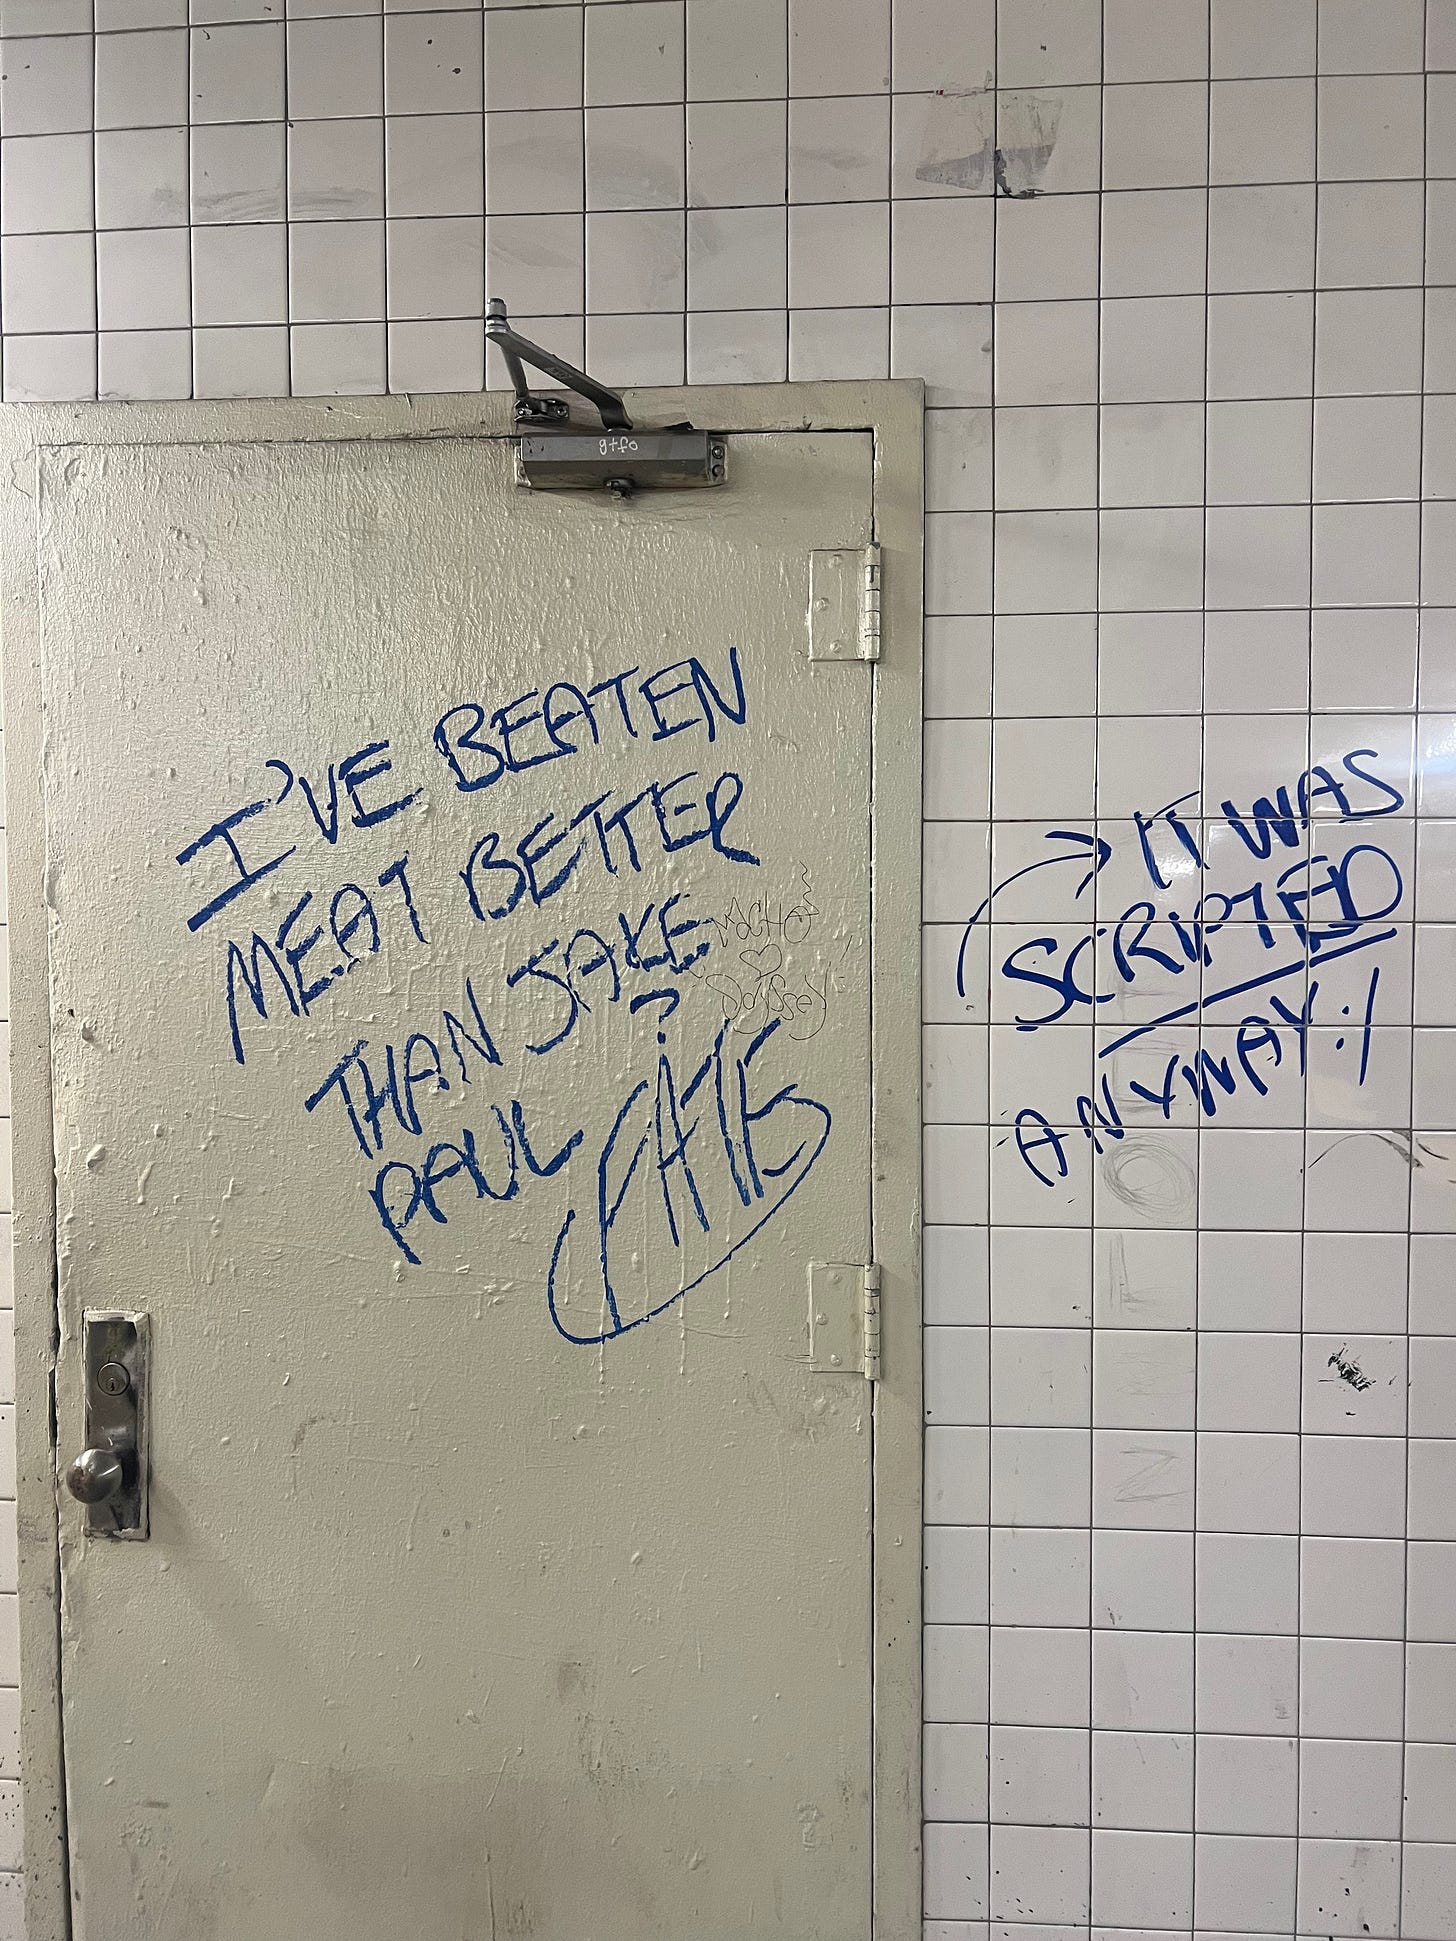 gtfo
I'VE BEATEN
MEAT BETTER
THAN JAKE
PAUL
IT WAS
SCRIPTED
ANYWAY :/